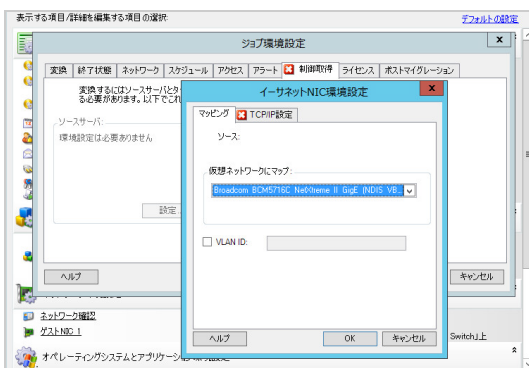 表示する項目/詳細を編集する項目の選択:
デフォルトの設定
ジョブ環境設定
変換 終了状態 ネットワーク スケジュール アクセス アラート 制御取得 ライセンス ポストマイグレーション
変換するにはソースサーバとタ
る必要があります。以下でこれ
ソースサーバ:
環境設定は必要ありません
設定
ヘルプ
キャンセル
イーサネットNIC環境設定
マッピング TCP/IP設定
ソース:
仮想ネットワークにマップ:
Broadcom BCM5716C NetXtreme II GigE (NDIS VB...
VLAN ID:
ヘルプ OK キャンセル
ネットワーク確認
ゲストNIC 1
Switch)上
オペレーティングシステムとアプリケーション